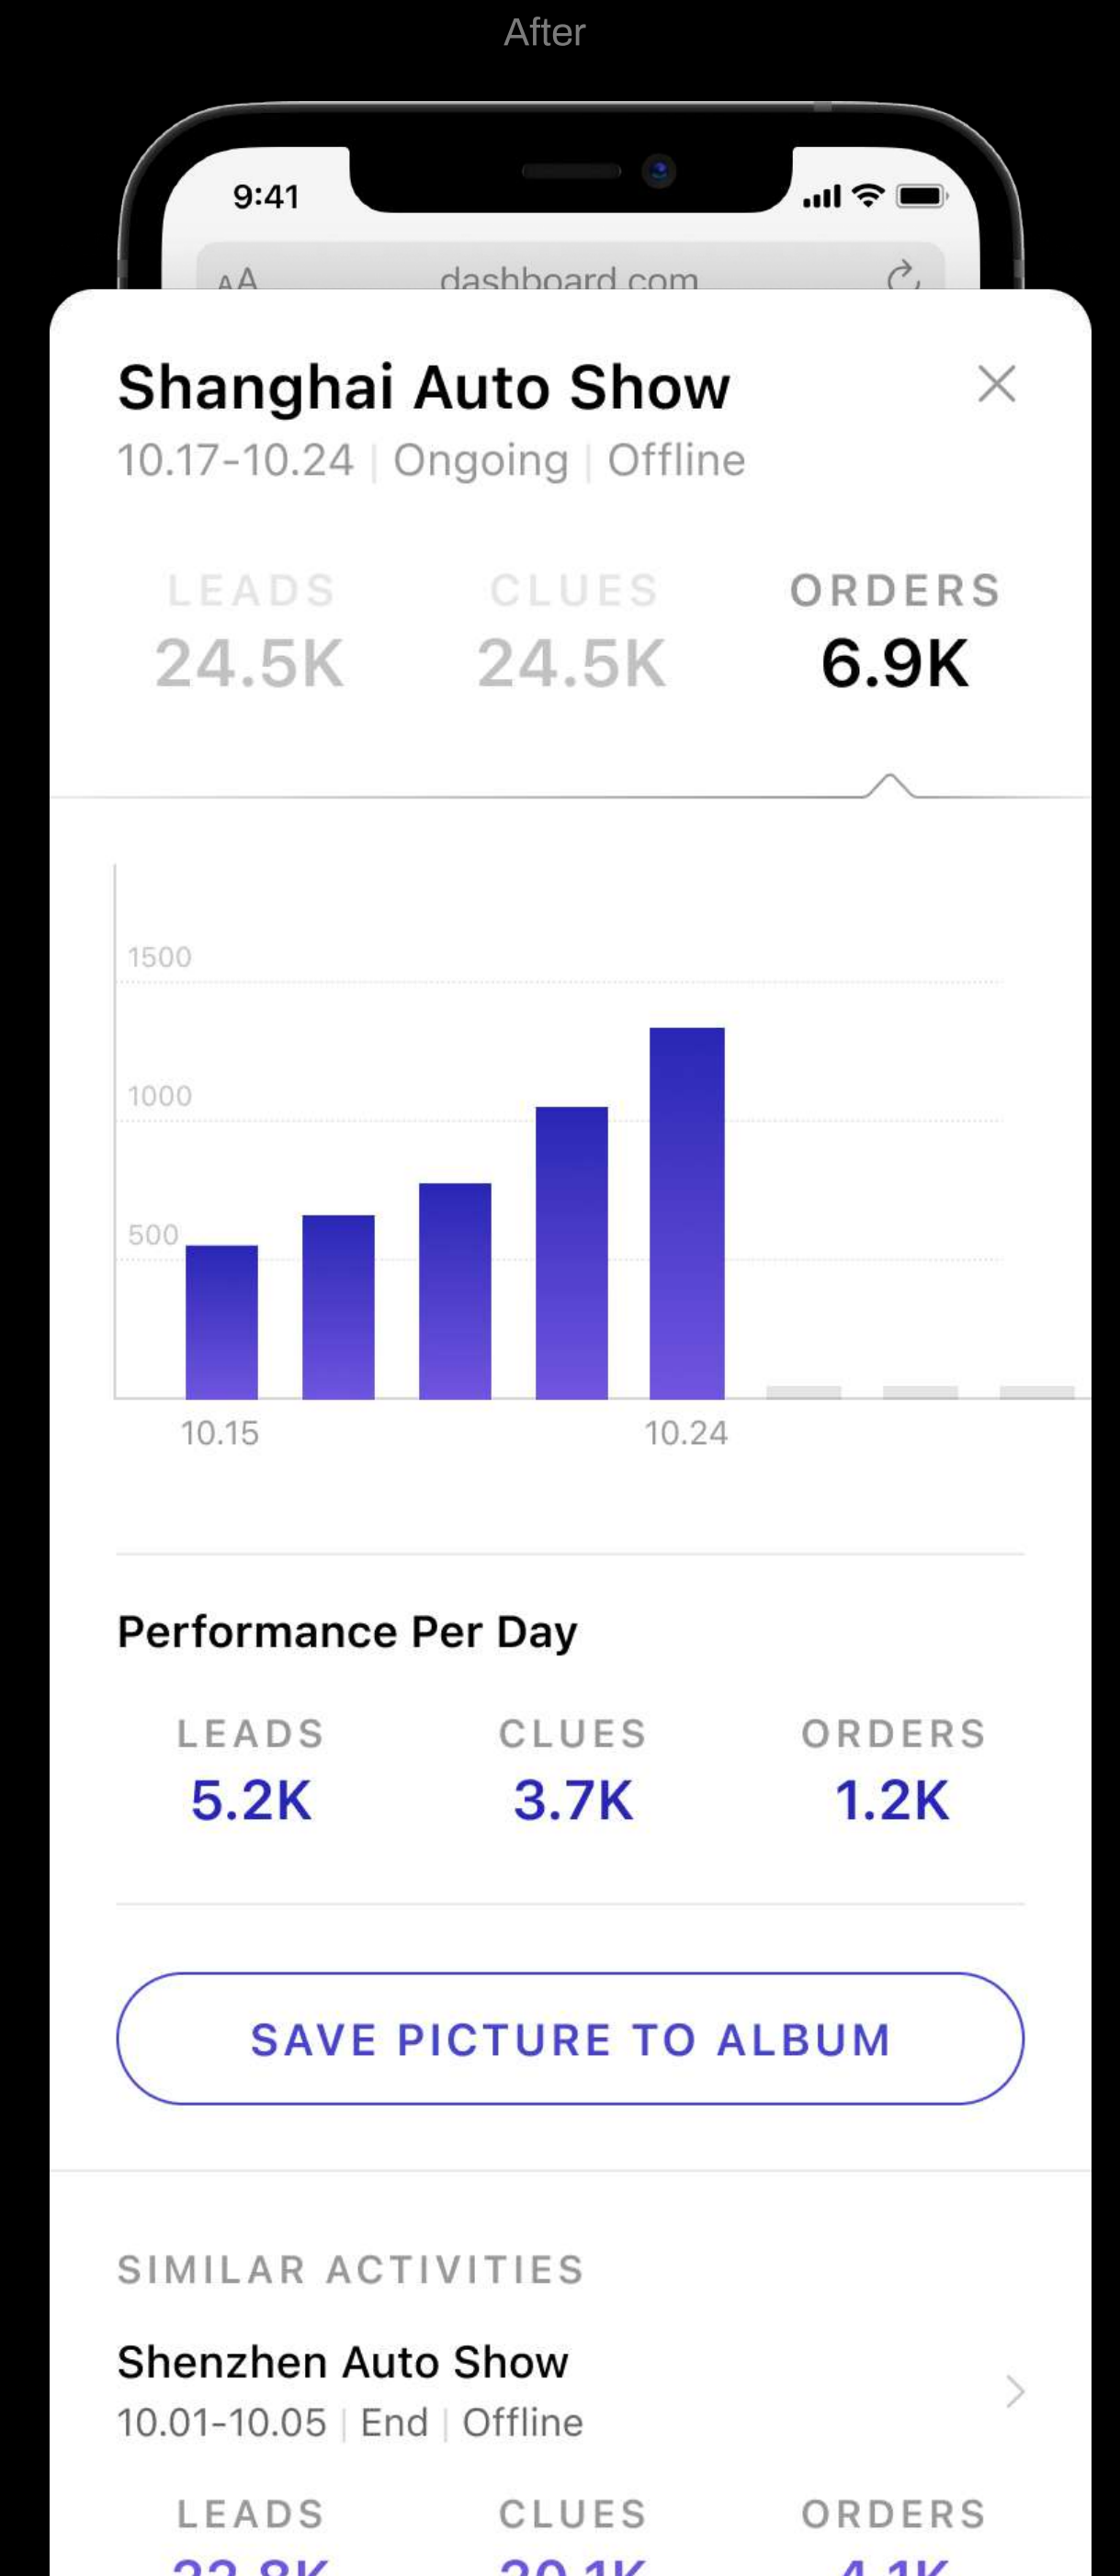 After
9:41
AA dashboard.com
Shanghai Auto Show
10.17-10.24 | Ongoing | Offline
LEADS CLUES ORDERS
24.5K 24.5K 6.9K
1500
1000
500
10.15 10.24
Performance Per Day
LEADS CLUES ORDERS
5.2K 3.7K 1.2K
SAVE PICTURE TO ALBUM
SIMILAR ACTIVITIES
Shenzhen Auto Show
10.01-10.05 | End | Offline
LEADS CLUES ORDERS